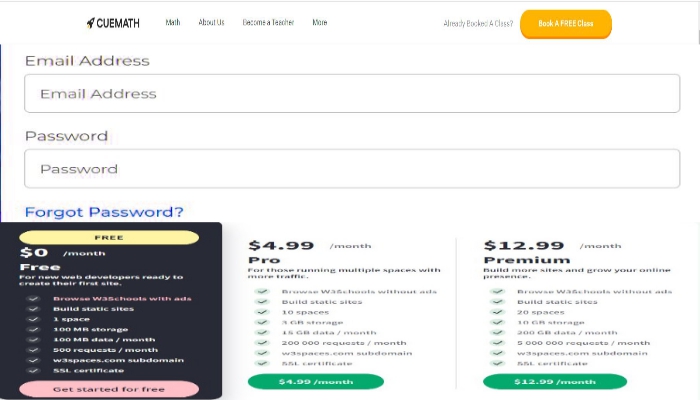 CUEMATH Math About Us Become a Teacher More Already Booked A Class? Book A FREE Class
Email Address
Email Address
Password
Password
Forgot Password?
FREE
$0 /month
Free
For new web developers ready to
create their first site.
Browse W3Schools with ads
Build static sites
1 space
100 MB storage
100 MB data / month
500 requests / month
w3spaces.com subdomain
SSL certificate
Get started for free
$4.99 /month
Pro
For those running multiple spaces with
more traffic.
Browse W3Schools without ads
Build static sites
10 spaces
3 GB storage
15 GB data / month
200 000 requests / month
w3spaces.com subdomain
SSL certificate
$4.99 /month
$12.99 /month
Premium
Build more sites and grow your online
presence.
Browse W3Schools without ads
Build static sites
20 spaces
10 GB storage
200 GB data / month
5 000 000 requests / month
w3spaces.com subdomain
SSL certificate
$12.99 /month